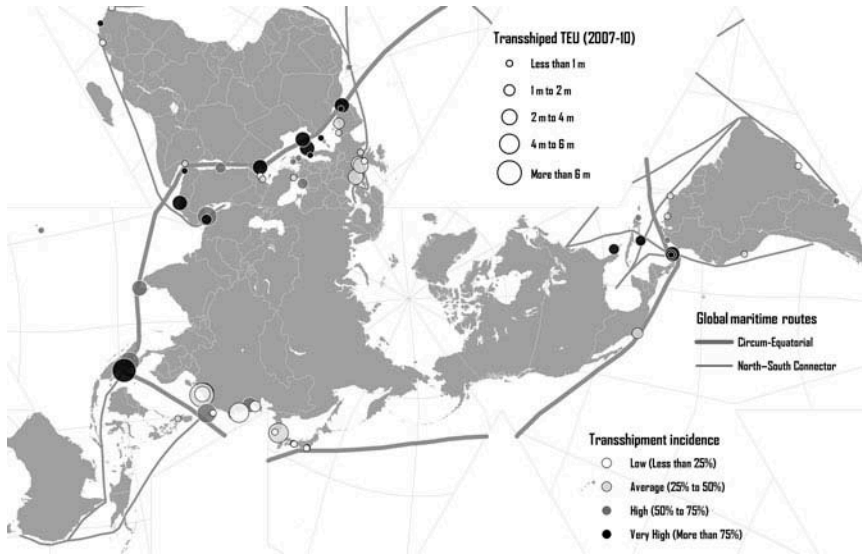 Transshiped TEU (2007-10)
Less than 1 m
1 m to 2 m
2 m to 4 m
4 m to 6 m
More than 6 m
Global maritime routes
Circum-Equatorial
North–South Connector
Transshipment incidence
Low (Less than 25%)
Average (25% to 50%)
High (50% to 75%)
Very High (More than 75%)